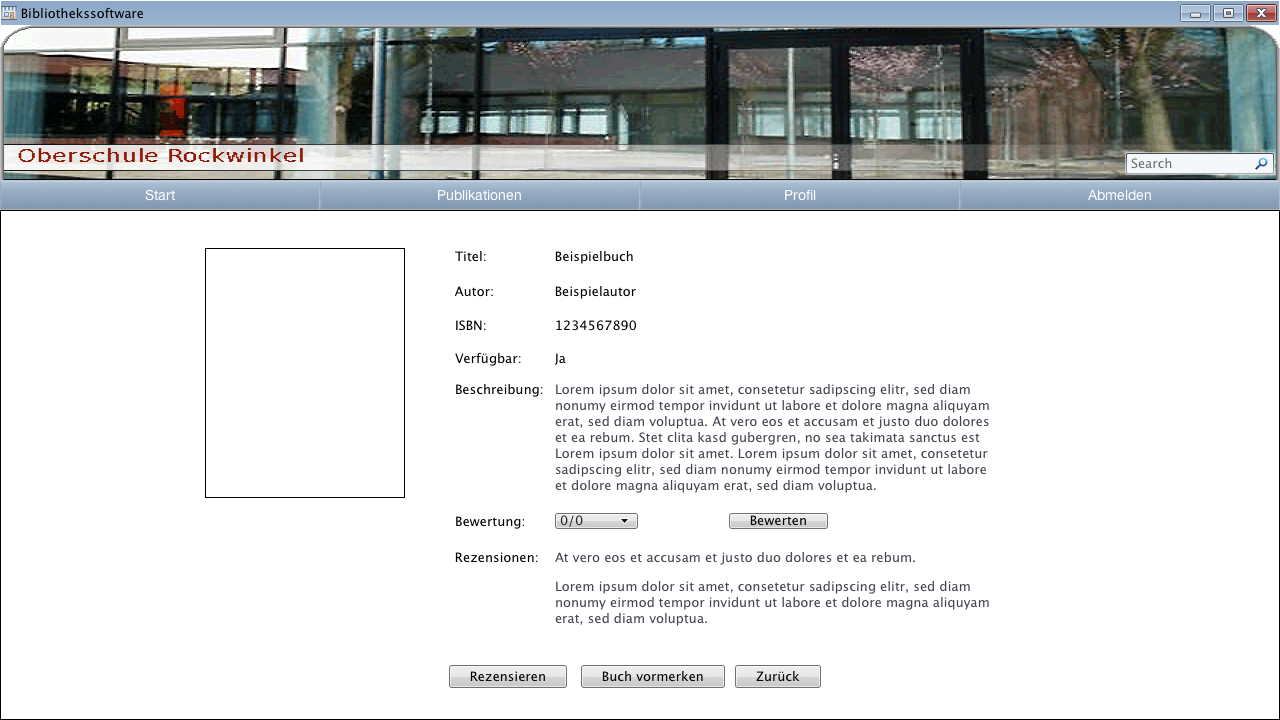 Bibliothekssoftware
Oberschule Rockwinkel
Search
Start Publikationen Profil Abmelden
Titel: Beispielbuch
Autor: Beispielautor
ISBN: 1234567890
Verfügbar: Ja
Beschreibung: Lorem ipsum dolor sit amet, consetetur sadipscing elitr, sed diam
nonumy eirmod tempor invidunt ut labore et dolore magna aliquyam
erat, sed diam voluptua. At vero eos et accusam et justo duo dolores
et ea rebum. Stet clita kasd gubergren, no sea takimata sanctus est
Lorem ipsum dolor sit amet. Lorem ipsum dolor sit amet, consetetur
sadipscing elitr, sed diam nonumy eirmod tempor invidunt ut labore
et dolore magna aliquyam erat, sed diam voluptua.
Bewertung: 0/0 Bewerten
Rezensionen: At vero eos et accusam et justo duo dolores et ea rebum.
Lorem ipsum dolor sit amet, consetetur sadipscing elitr, sed diam
nonumy eirmod tempor invidunt ut labore et dolore magna aliquyam
erat, sed diam voluptua.
Rezensieren Buch vormerken Zurück